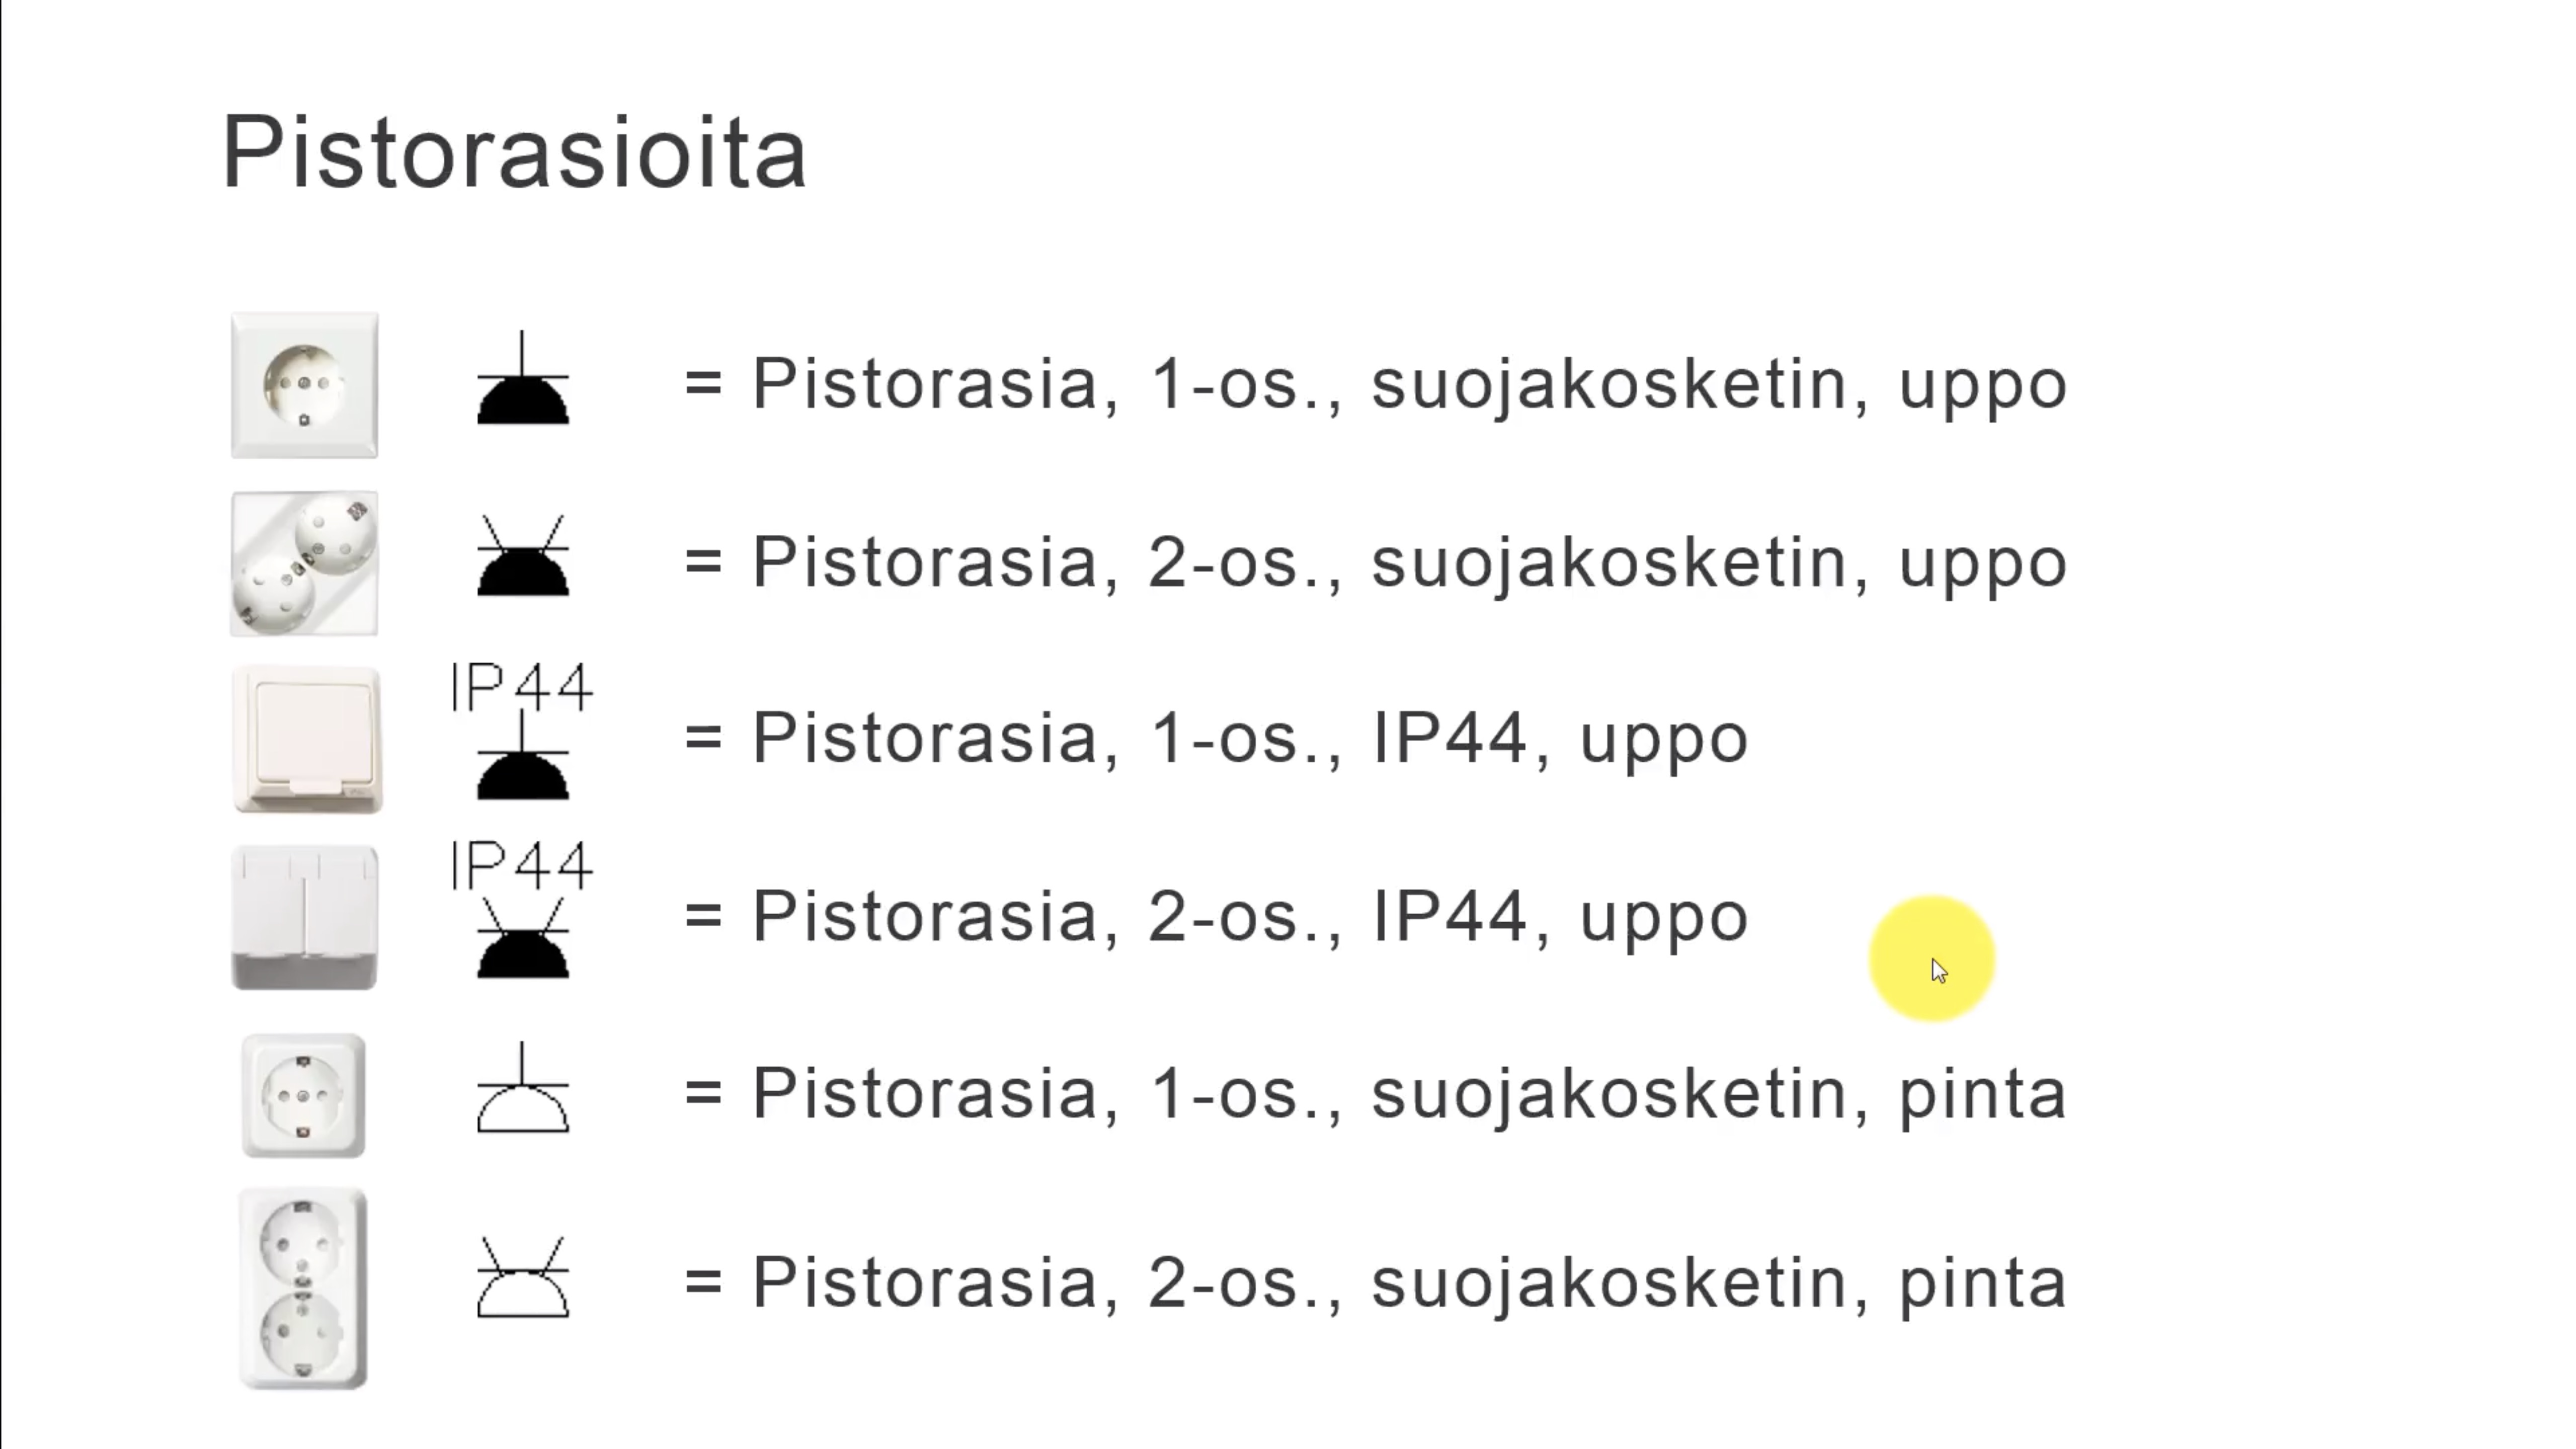 Pistorasioita
= Pistorasia, 1-os., suojakosketin, uppo
= Pistorasia, 2-os., suojakosketin, uppo
IP44
= Pistorasia, 1-os., IP44, uppo
IP44
= Pistorasia, 2-os., IP44, uppo
= Pistorasia, 1-os., suojakosketin, pinta
= Pistorasia, 2-os., suojakosketin, pinta